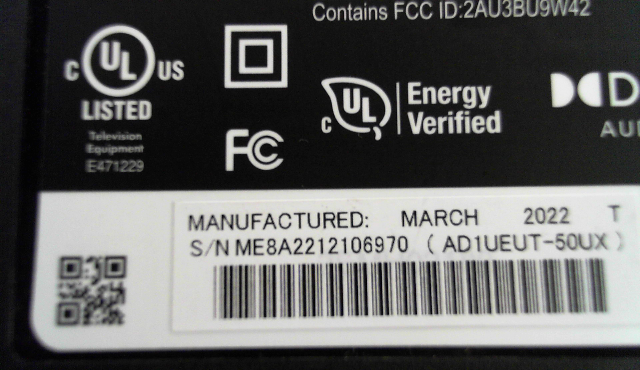 Contains FCC ID:2AU3BU9W42
C UL US
LISTED
Television
Equipment
E471229
FC
C UL Energy
Verified
D
AU
MANUFACTURED: MARCH 2022 T
S/N ME8A2212106970 ( AD1UEUT-50UX )